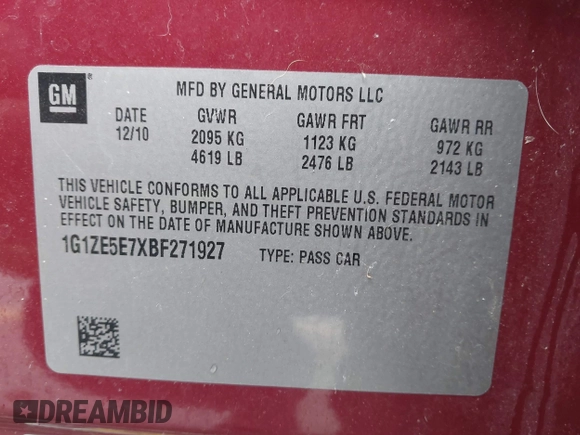 GM®
MFD BY GENERAL MOTORS LLC
DATE GVWR GAWR FRT GAWR RR
12/10 2095 KG 1123 KG 972 KG
4619 LB 2476 LB 2143 LB
THIS VEHICLE CONFORMS TO ALL APPLICABLE U.S. FEDERAL MOTOR
VEHICLE SAFETY, BUMPER, AND THEFT PREVENTION STANDARDS IN
EFFECT ON THE DATE OF MANUFACTURE SHOWN ABOVE.
1G1ZE5E7XBF271927 TYPE: PASS CAR
DREAMBID